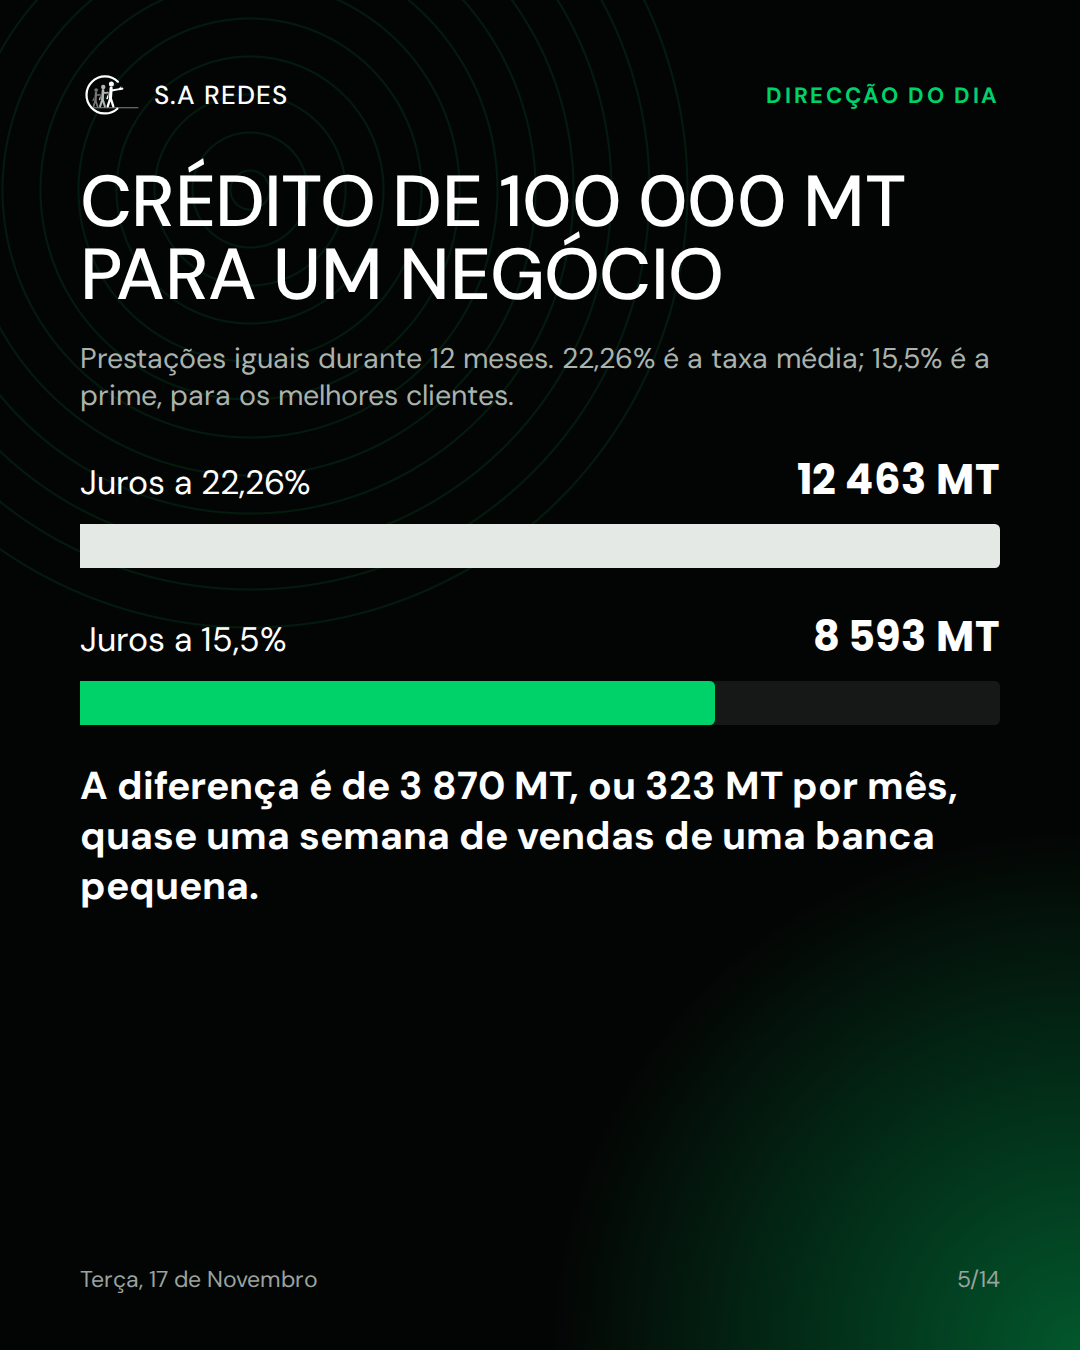 S.A REDES
DIRECÇÃO DO DIA
CRÉDITO DE 100 000 MT
PARA UM NEGÓCIO
Prestações iguais durante 12 meses. 22,26% é a taxa média; 15,5% é a
prime, para os melhores clientes.
Juros a 22,26%
12 463 MT
Juros a 15,5%
8 593 MT
A diferença é de 3 870 MT, ou 323 MT por mês,
quase uma semana de vendas de uma banca
pequena.
Terça, 17 de Novembro
5/14